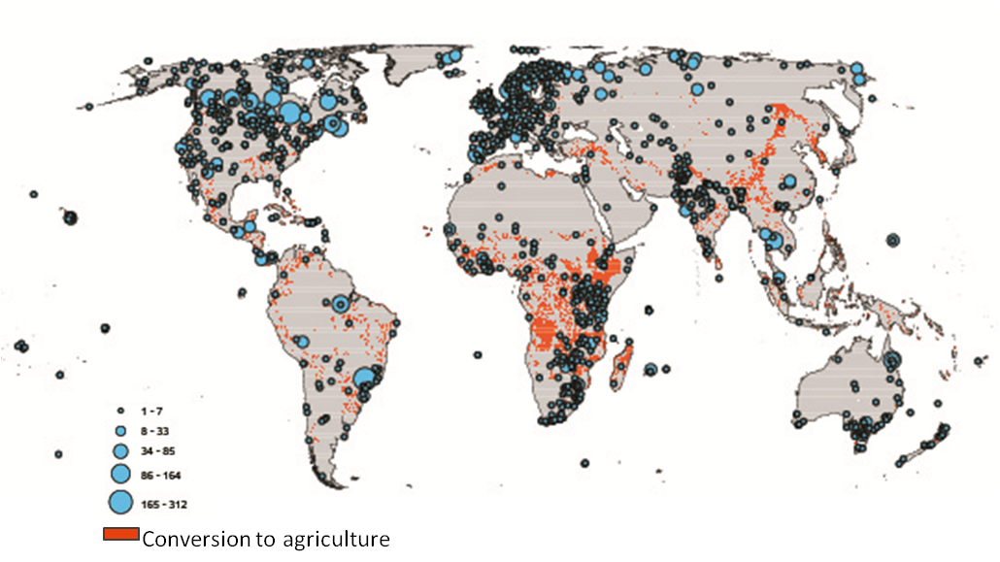 1 - 7
8 - 33
34 - 85
86 - 164
165 - 312
Conversion to agriculture